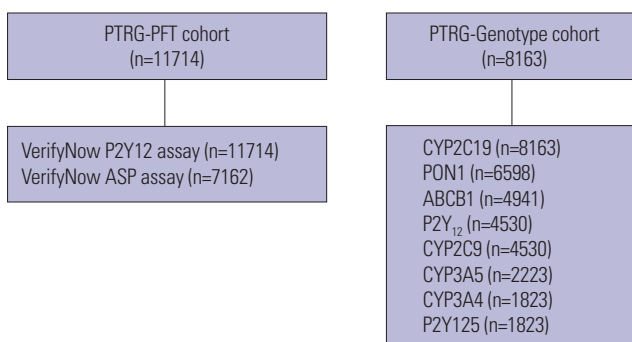 PTRG-PFT cohort
(n=11714)
VerifyNow P2Y12 assay (n=11714)
VerifyNow ASP assay (n=7162)
PTRG-Genotype cohort
(n=8163)
CYP2C19 (n=8163)
PON1 (n=6598)
ABCB1 (n=4941)
P2Y₁₂ (n=4530)
CYP2C9 (n=4530)
CYP3A5 (n=2223)
CYP3A4 (n=1823)
P2Y125 (n=1823)